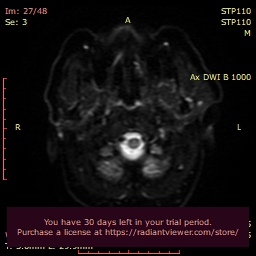 Im: 27/48
Se: 3
A
STP110
STP110
M
Ax DWI B 1000
R
L
You have 30 days left in your trial period.
Purchase a license at https://radiantviewer.com/store/